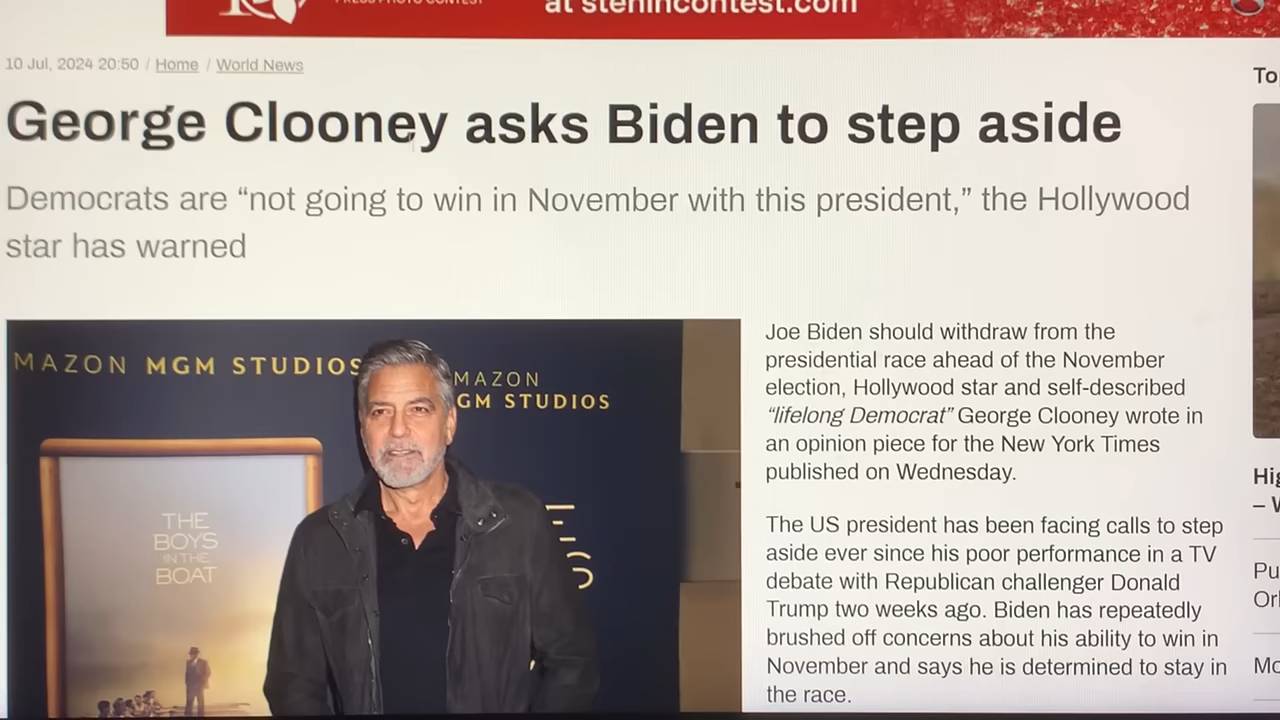 at stenincontest.com
10 Jul, 2024 20:50 / Home / World News
George Clooney asks Biden to step aside
Democrats are “not going to win in November with this president,” the Hollywood
star has warned
MAZON MGM STUDIOS
MAZON
GM STUDIOS
THE
BOYS
IN THE
BOAT
Joe Biden should withdraw from the
presidential race ahead of the November
election, Hollywood star and self-described
“lifelong Democrat” George Clooney wrote in
an opinion piece for the New York Times
published on Wednesday.
The US president has been facing calls to step
aside ever since his poor performance in a TV
debate with Republican challenger Donald
Trump two weeks ago. Biden has repeatedly
brushed off concerns about his ability to win in
November and says he is determined to stay in
the race.